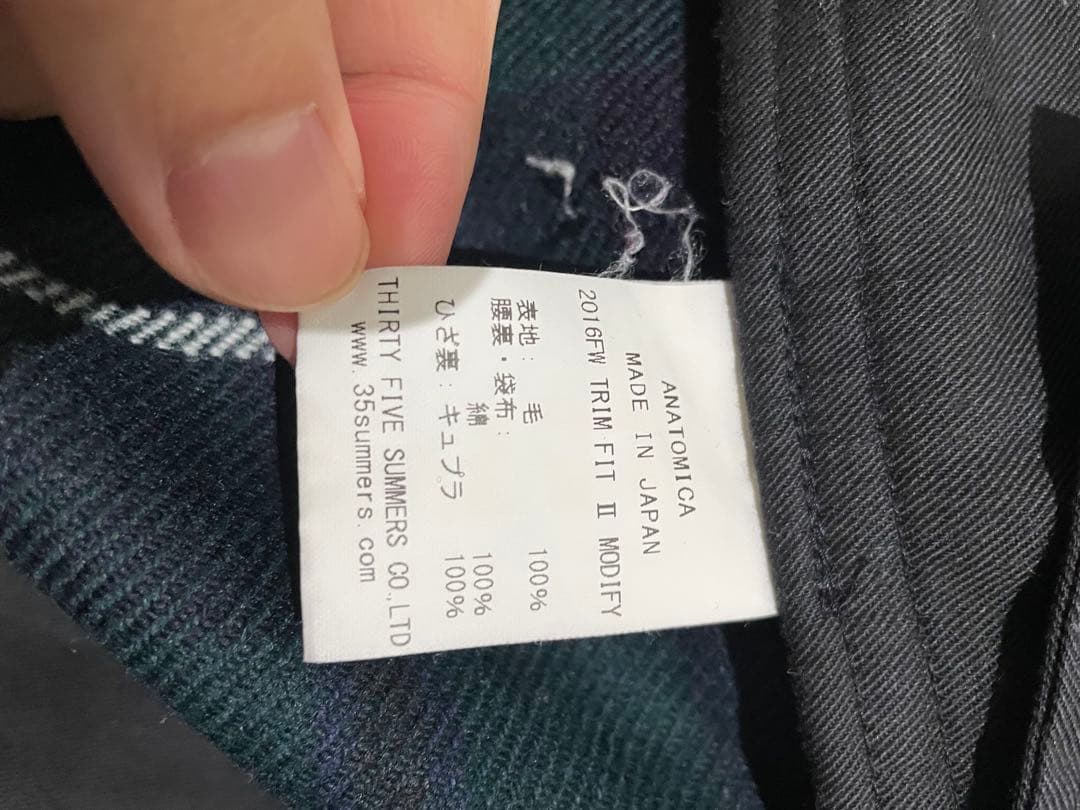 ANATOMICA
MADE IN JAPAN
2016FW TRIM FIT Ⅱ MODIFY
表地: 毛 100%
腰裏・袋布:
綿 100%
ひざ裏: キュプラ 100%
THIRTY FIVE SUMMERS CO.,LTD
www.35summers.com